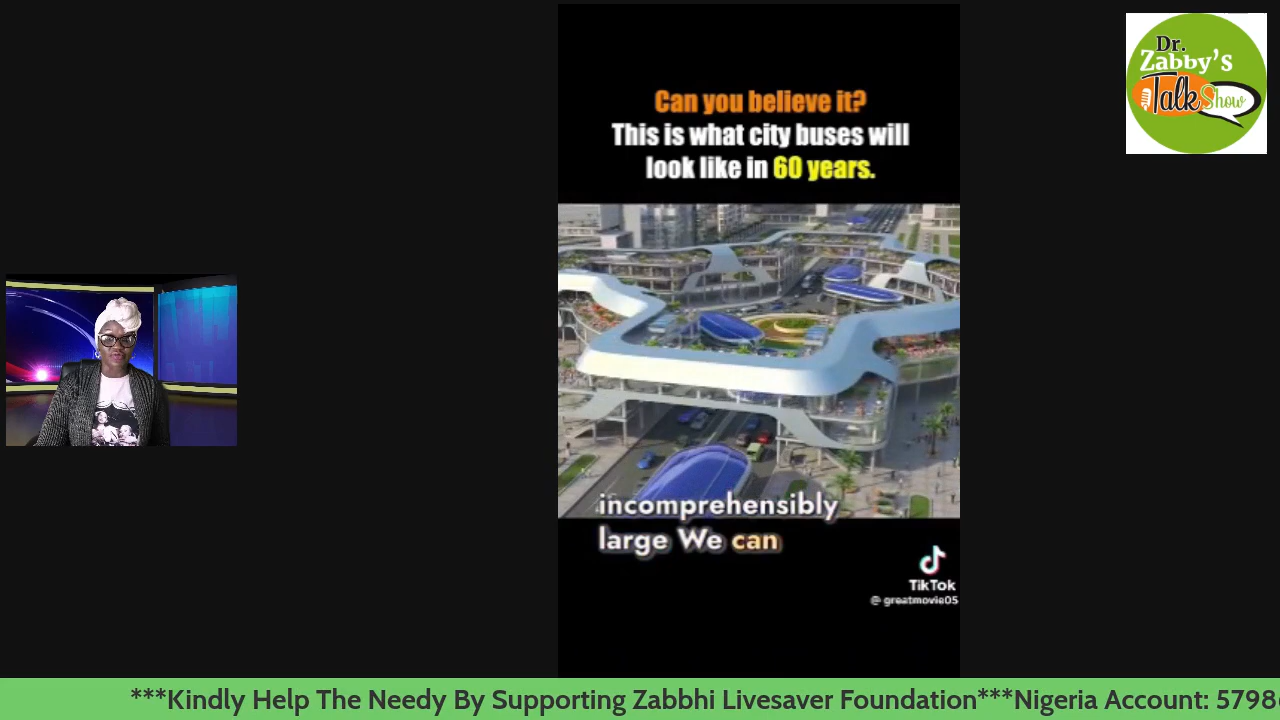 Dr.
Zabby's
Talk Show
Can you believe it?
This is what city buses will
look like in 60 years.
incomprehensibly
large We can
TikTok
@ greatmovie05
***Kindly Help The Needy By Supporting Zabbhi Livesaver Foundation***Nigeria Account: 5798